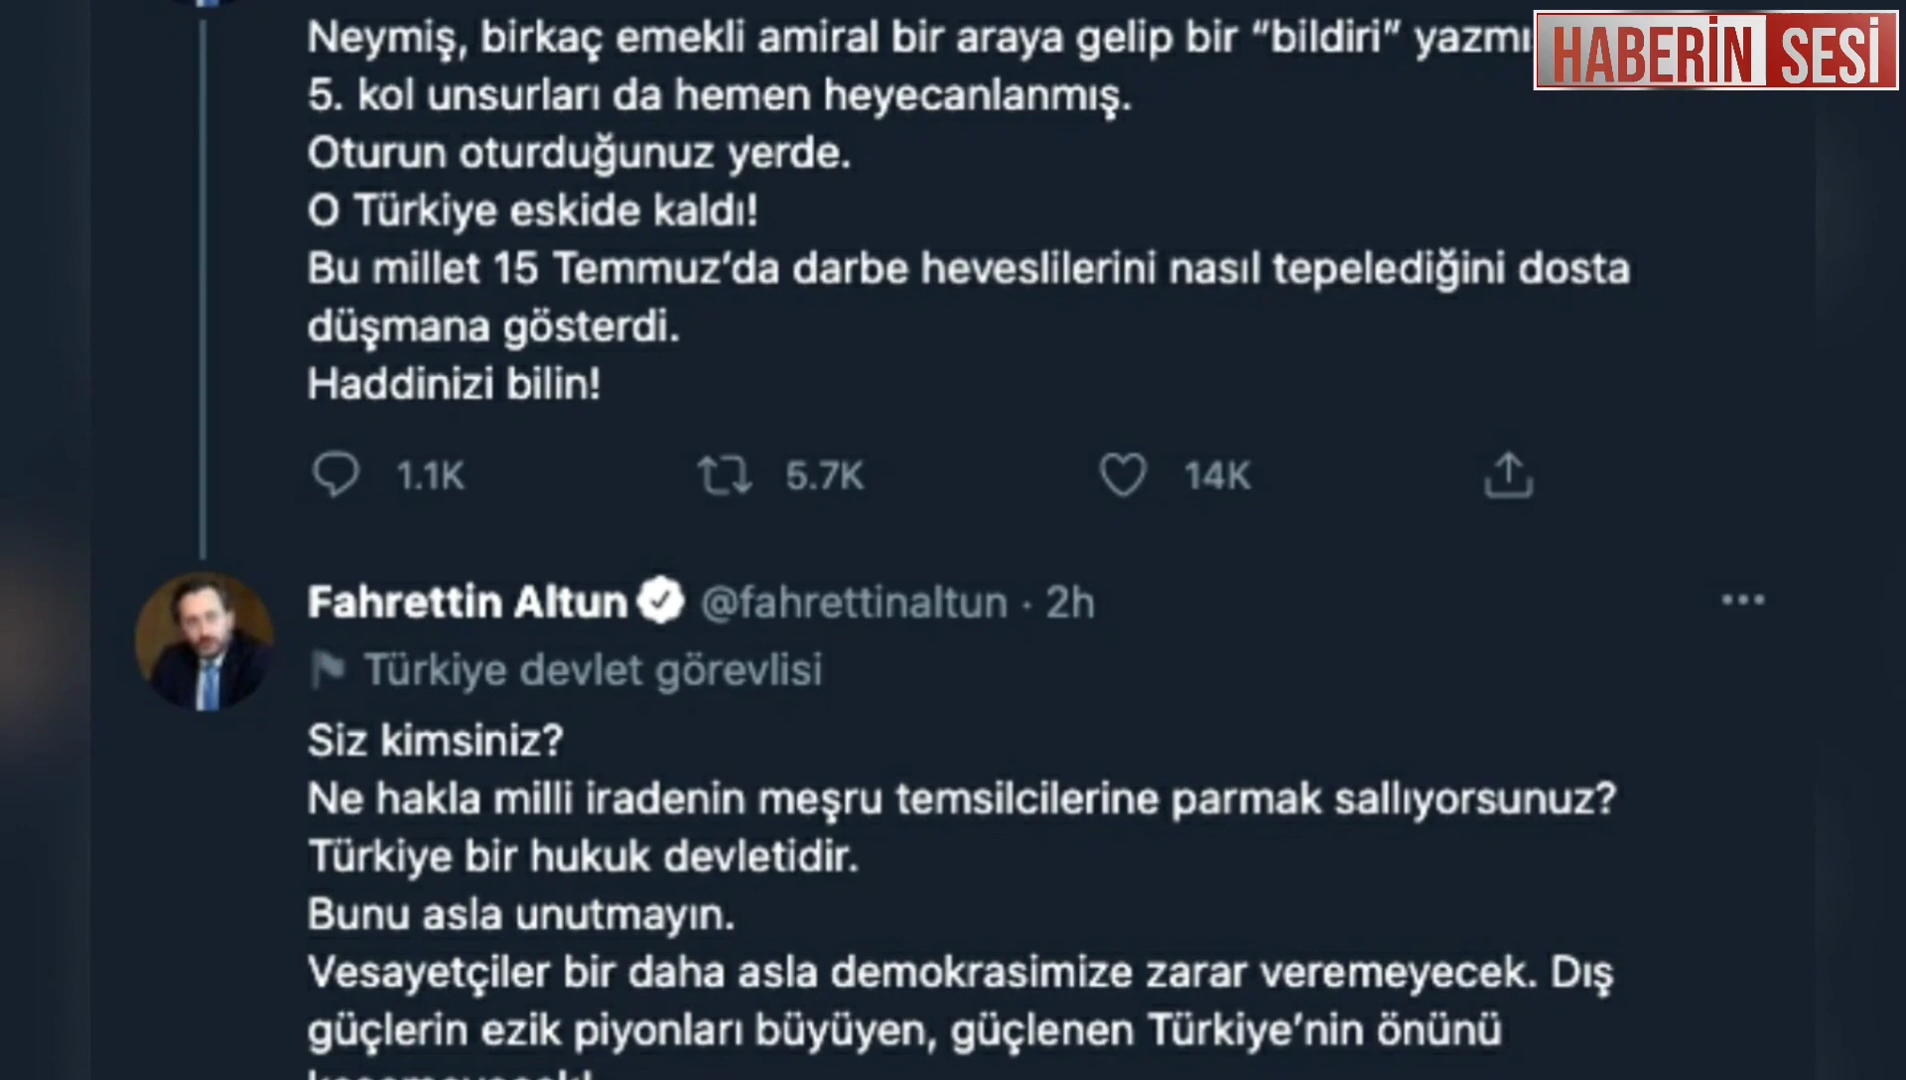 Neymiş, birkaç emekli amiral bir araya gelip bir “bildiri”
HABERİN SESİ
5. kol unsurları da hemen heyecanlanmış.
Oturun oturduğunuz yerde.
O Türkiye eskide kaldı!
Bu millet 15 Temmuz’da darbe heveslilerini nasıl tepelediğini dosta
düşmana gösterdi.
Haddinizi bilin!
1.1K 5.7K 14K
Fahrettin Altun @fahrettinaltun · 2h
Türkiye devlet görevlisi
Siz kimsiniz?
Ne hakla milli iradenin meşru temsilcilerine parmak sallıyorsunuz?
Türkiye bir hukuk devletidir.
Bunu asla unutmayın.
Vesayetçiler bir daha asla demokrasimize zarar veremeyecek. Dış
güçlerin ezik piyonları büyüyen, güçlenen Türkiye’nin önünü